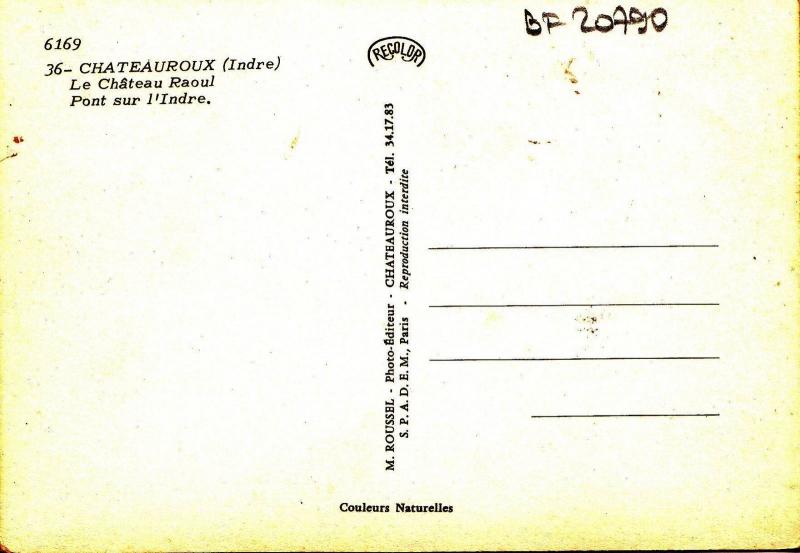 6169
36- CHATEAUROUX (Indre)
Le Château Raoul
Pont sur l'Indre.
RECOLOR
BF 20790
M. ROUSSEL - Photo-Éditeur - CHATEAUROUX - Tél. 34.17.83
S. P. A. D. E. M., Paris - Reproduction interdite
Couleurs Naturelles